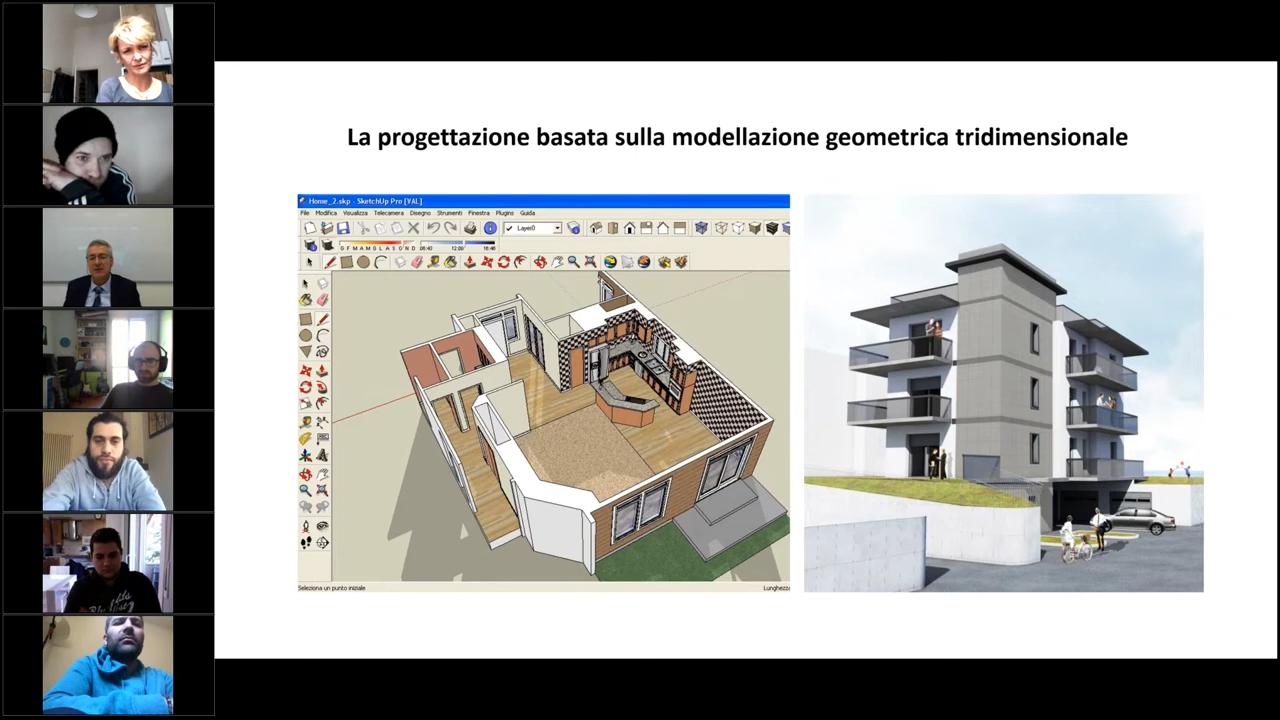 La progettazione basata sulla modellazione geometrica tridimensionale
Home_2.skp - SketchUp Pro [VAL]
File Modifica Visualizza Telecamera Disegno Strumenti Finestra Plugins Guida
Layer0
G F M A M G L A S O N D
Seleziona un punto iniziale